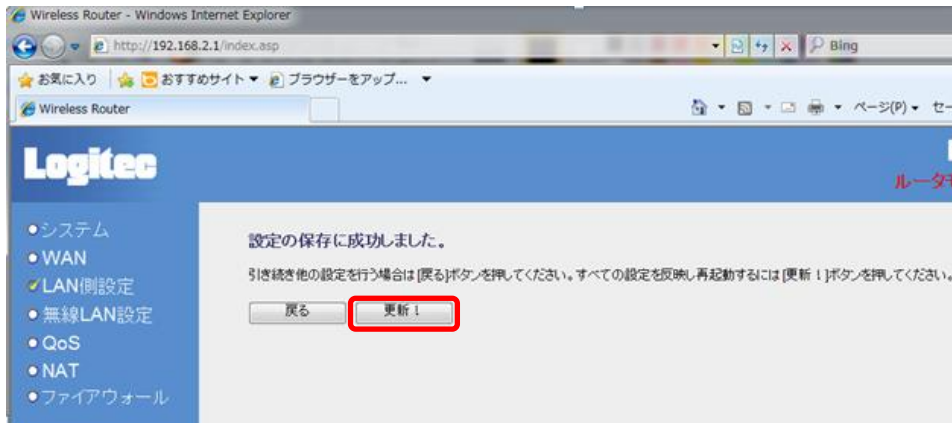 Wireless Router - Windows Internet Explorer
http://192.168.2.1/index.asp
Bing
お気に入り おすすめサイト ブラウザーをアップ...
Wireless Router
ページ(P)
Logitec
ルータモ
システム
WAN
LAN側設定
無線LAN設定
QoS
NAT
ファイアウォール
設定の保存に成功しました。
引き続き他の設定を行う場合は[戻る]ボタンを押してください。すべての設定を反映し再起動するには[更新！]ボタンを押してください。
戻る 更新！